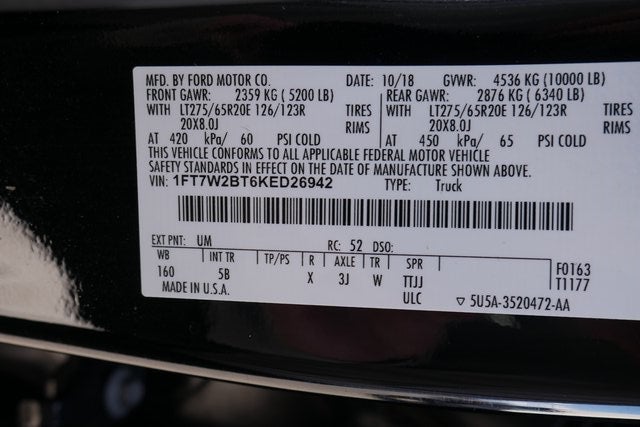 MFD. BY FORD MOTOR CO. DATE: 10/18 GVWR: 4536 KG (10000 LB)
FRONT GAWR: 2359 KG ( 5200 LB) REAR GAWR: 2876 KG ( 6340 LB)
WITH LT275/65R20E 126/123R TIRES WITH LT275/65R20E 126/123R TIRES
20X8.0J RIMS 20X8.0J RIMS
AT 420 kPa/ 60 PSI COLD AT 450 kPa/ 65 PSI COLD
THIS VEHICLE CONFORMS TO ALL APPLICABLE FEDERAL MOTOR VEHICLE
SAFETY STANDARDS IN EFFECT ON THE DATE OF MANUFACTURE SHOWN ABOVE.
VIN: 1FT7W2BT6KED26942 TYPE: Truck
EXT PNT: UM RC: 52 DSO:
WB INT TR TP/PS R AXLE TR SPR F0163
160 5B X 3J W TTJJ T1177
MADE IN U.S.A. ULC ▽ 5U5A-3520472-AA